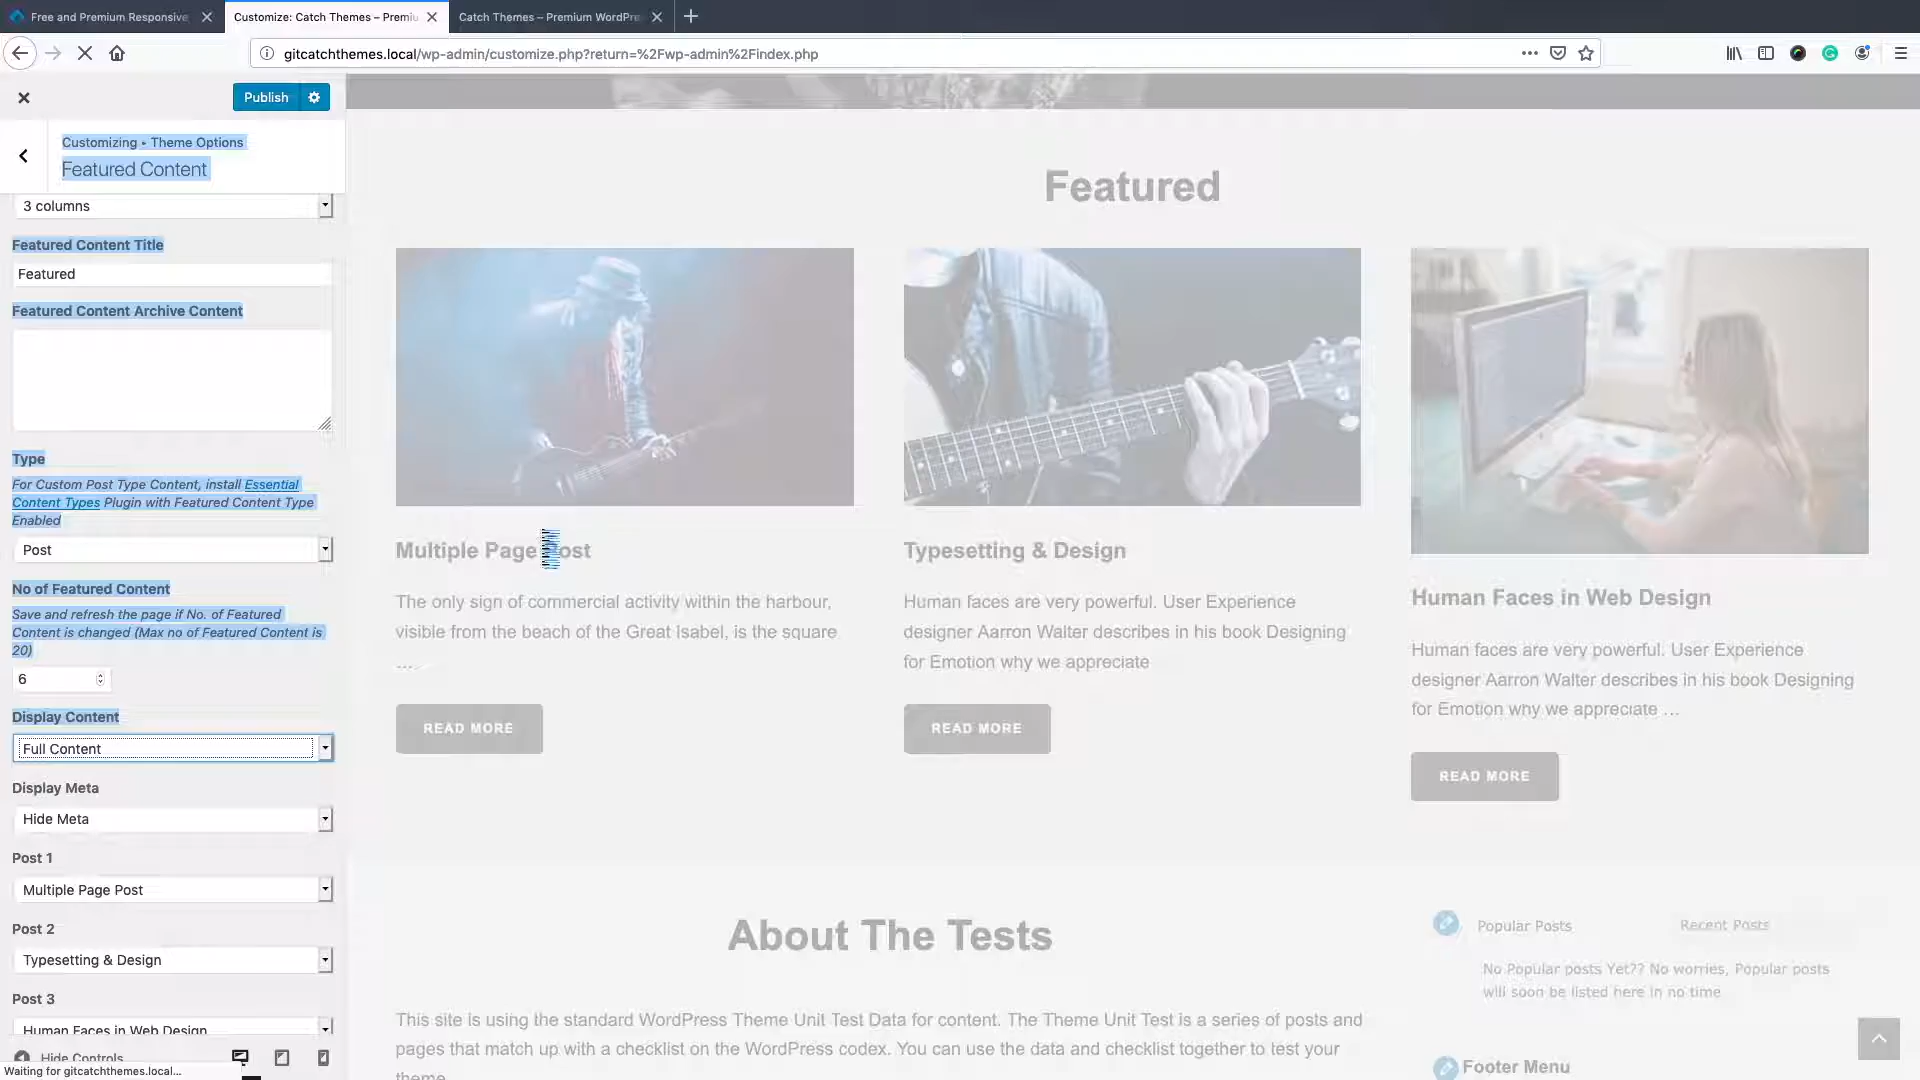 Free and Premium Responsive
Customize: Catch Themes – Premiu
Catch Themes – Premium WordPre
gitcatchthemes.local/wp-admin/customize.php?return=%2Fwp-admin%2Findex.php
Publish
Customizing ▸ Theme Options
Featured Content
3 columns
Featured Content Title
Featured
Featured Content Archive Content
Type
For Custom Post Type Content, install Essential
Content Types Plugin with Featured Content Type
Enabled
Post
No of Featured Content
Save and refresh the page if No. of Featured
Content is changed (Max no of Featured Content is
20)
6
Display Content
Full Content
Display Meta
Hide Meta
Post 1
Multiple Page Post
Post 2
Typesetting & Design
Post 3
Human Faces in Web Design
Hide Controls
Waiting for gitcatchthemes.local...
Featured
Multiple Page Post
The only sign of commercial activity within the harbour,
visible from the beach of the Great Isabel, is the square
…
READ MORE
Typesetting & Design
Human faces are very powerful. User Experience
designer Aarron Walter describes in his book Designing
for Emotion why we appreciate
READ MORE
Human Faces in Web Design
Human faces are very powerful. User Experience
designer Aarron Walter describes in his book Designing
for Emotion why we appreciate …
READ MORE
About The Tests
This site is using the standard WordPress Theme Unit Test Data for content. The Theme Unit Test is a series of posts and
pages that match up with a checklist on the WordPress codex. You can use the data and checklist together to test your
theme
Popular Posts
Recent Posts
No Popular posts Yet?? No worries, Popular posts
will soon be listed here in no time
Footer Menu